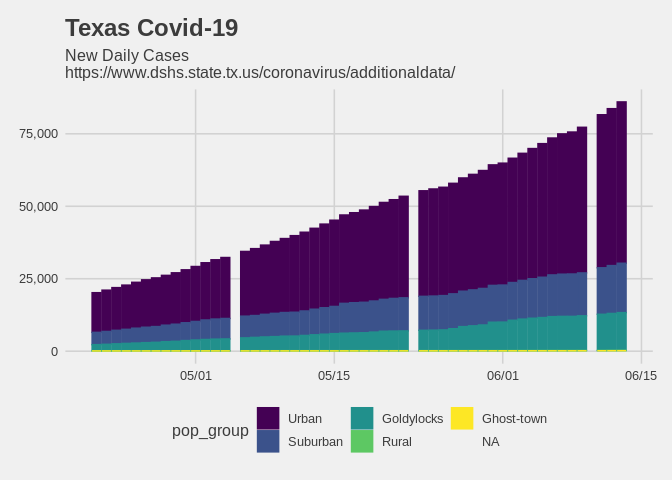 Texas Covid-19
New Daily Cases
https://www.dshs.state.tx.us/coronavirus/additionaldata/
75,000
50,000
25,000
0
05/01 05/15 06/01 06/15
pop_group
Urban Goldylocks Ghost-town
Suburban Rural NA